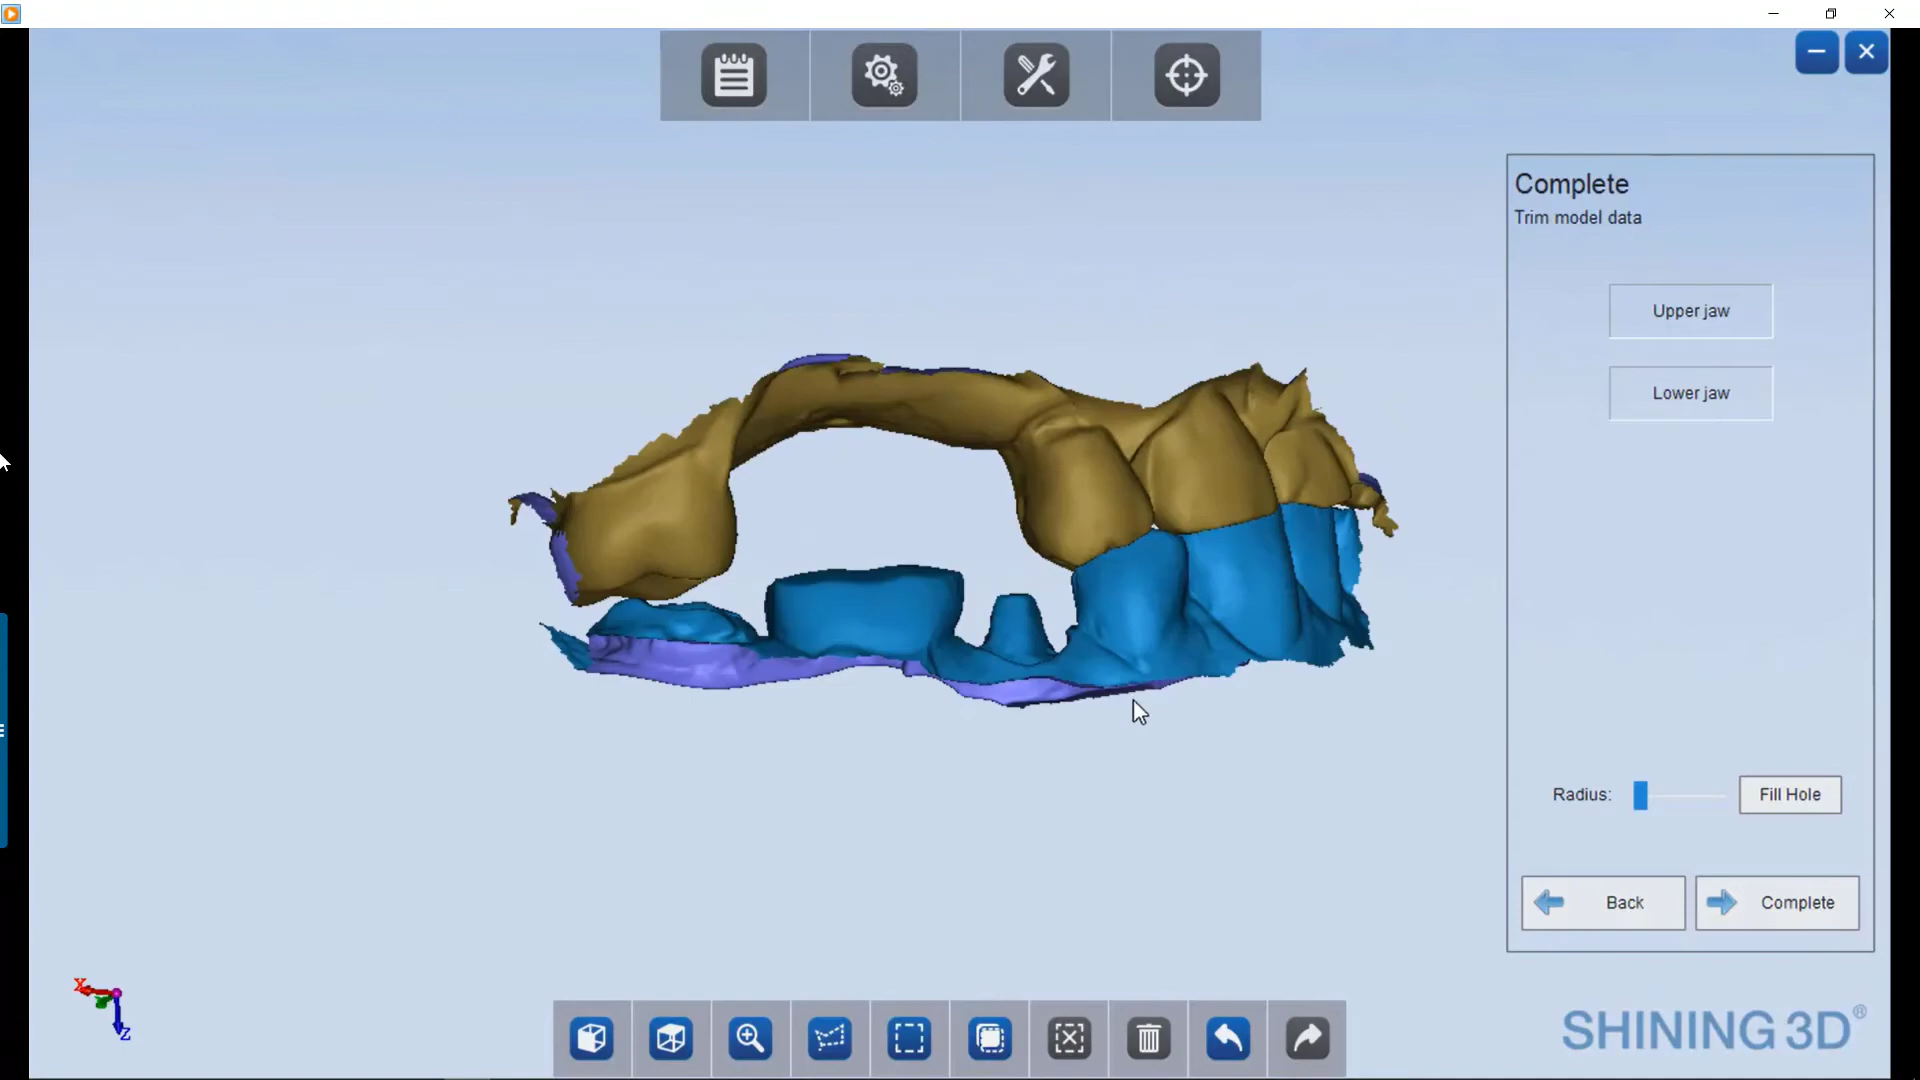 Complete
Trim model data
Upper jaw
Lower jaw
Radius:
Fill Hole
Back
Complete
X
Z
SHINING 3D®